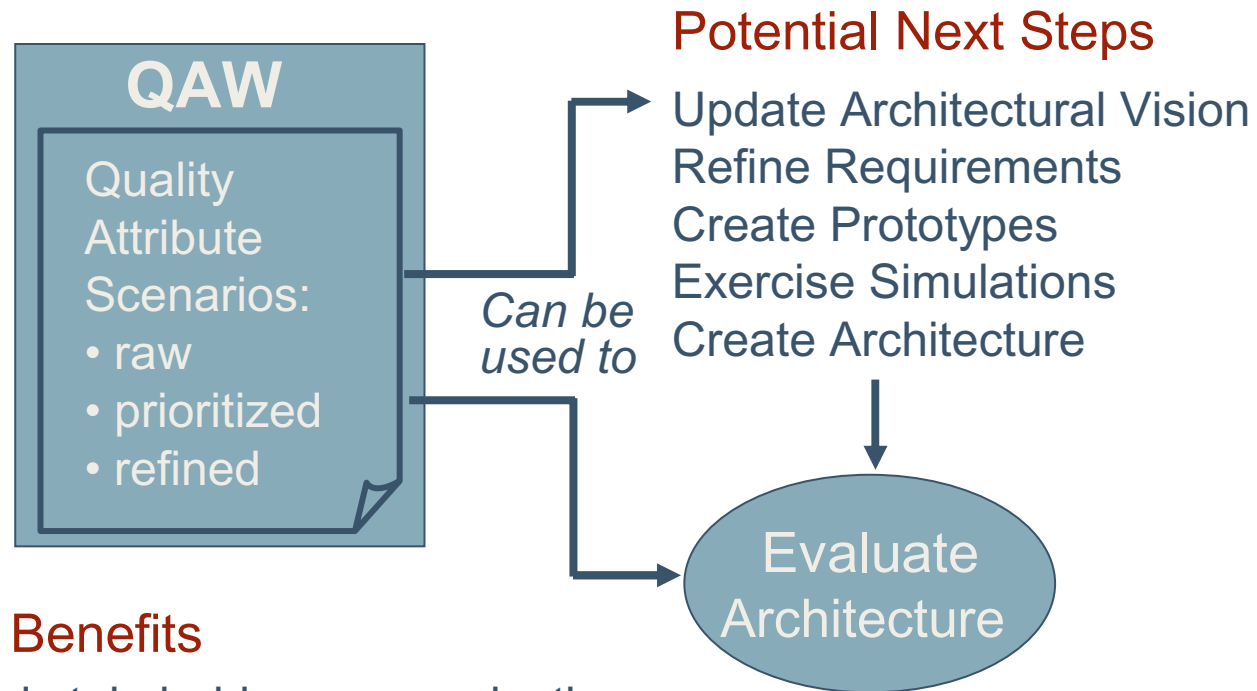 QAW
Quality
Attribute
Scenarios:
• raw
• prioritized
• refined
Can be
used to
Potential Next Steps
Update Architectural Vision
Refine Requirements
Create Prototypes
Exercise Simulations
Create Architecture
Evaluate
Architecture
Benefits